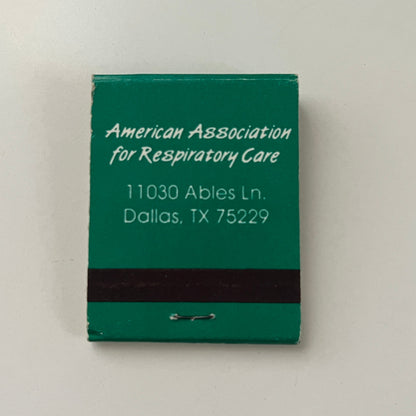 American Association
for Respiratory Care
11030 Ables Ln.
Dallas, TX 75229